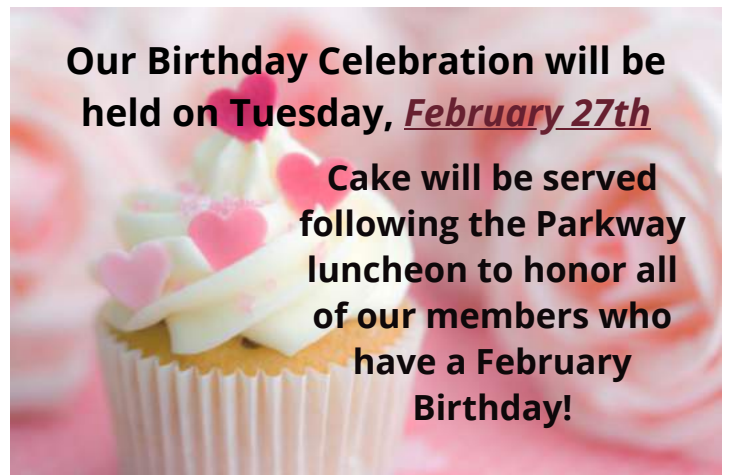 Our Birthday Celebration will be
held on Tuesday, February 27th
Cake will be served
following the Parkway
luncheon to honor all
of our members who
have a February
Birthday!